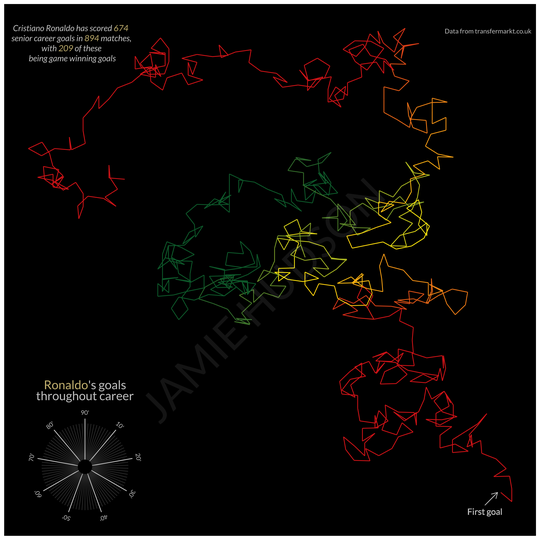 Cristiano Ronaldo has scored 674
senior career goals in 894 matches,
with 209 of these
being game winning goals
Data from transfermarkt.co.uk
JAMIE HUDSON
Ronaldo's goals
throughout career
90'
80'
10'
70'
20'
60'
30'
50'
40'
First goal